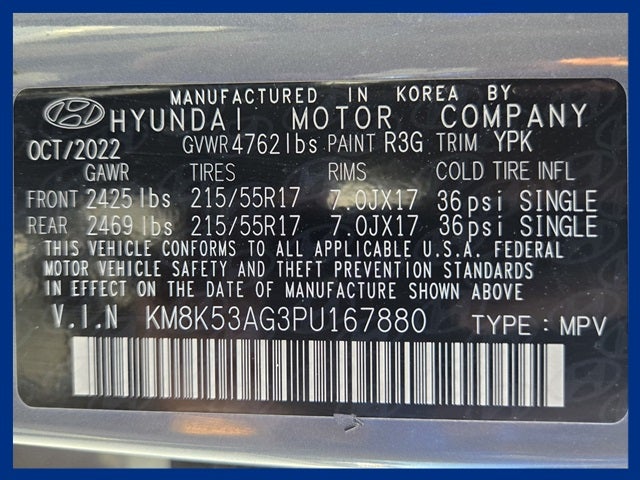 MANUFACTURED IN KOREA BY
HYUNDAI MOTOR COMPANY
OCT/2022 GVWR 4762 lbs PAINT R3G TRIM YPK
GAWR TIRES RIMS COLD TIRE INFL
FRONT 2425 lbs 215/55R17 7.0JX17 36 psi SINGLE
REAR 2469 lbs 215/55R17 7.0JX17 36 psi SINGLE
THIS VEHICLE CONFORMS TO ALL APPLICABLE U.S.A. FEDERAL
MOTOR VEHICLE SAFETY AND THEFT PREVENTION STANDARDS
IN EFFECT ON THE DATE OF MANUFACTURE SHOWN ABOVE.
V.I.N KM8K53AG3PU167880 TYPE : MPV